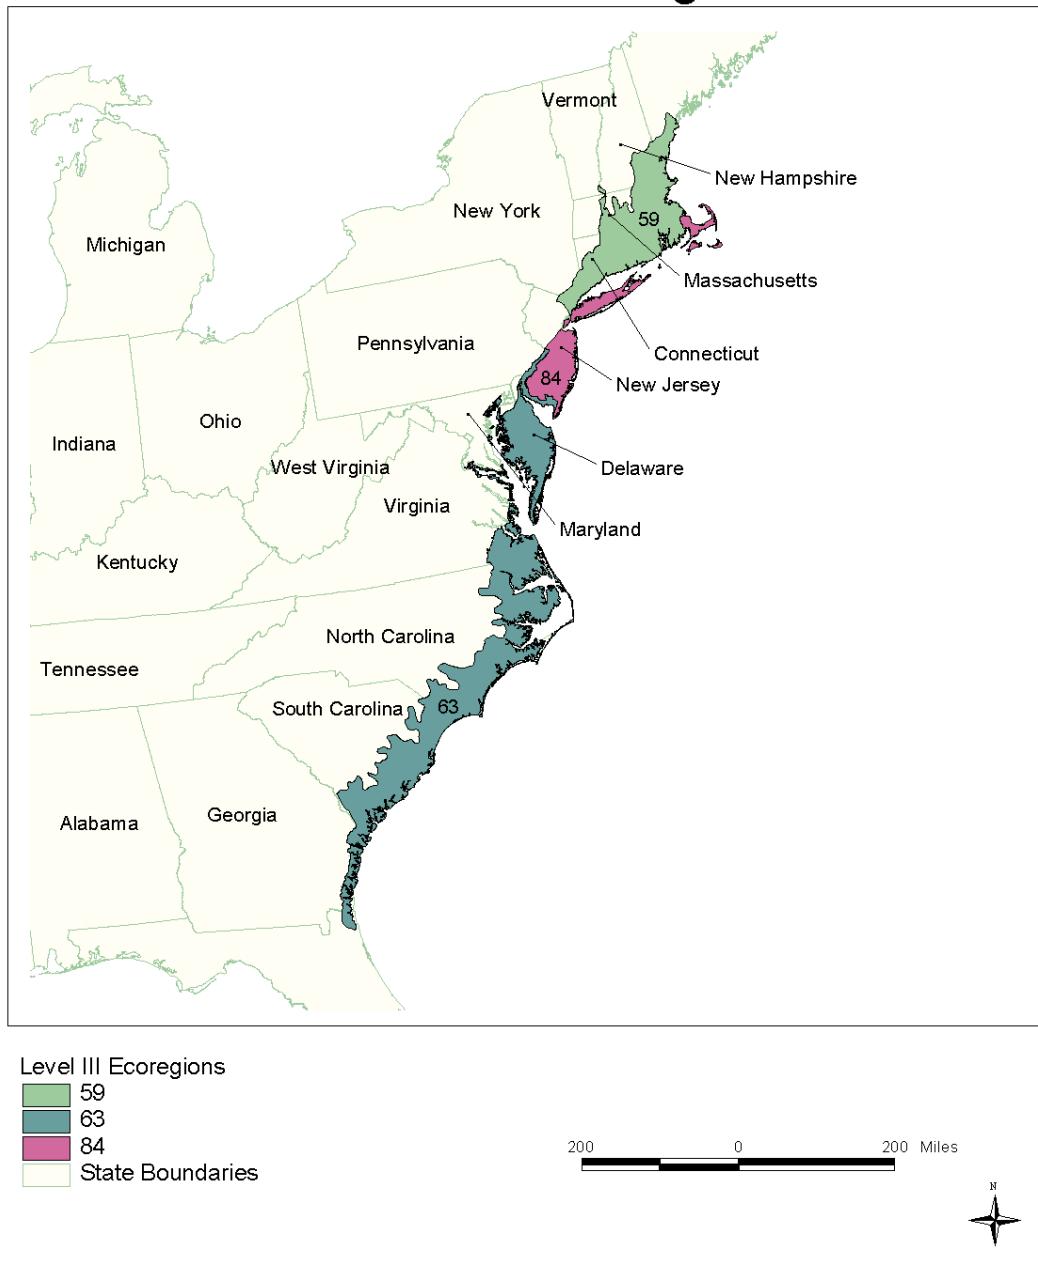 Vermont
New Hampshire
New York
59
Michigan
Massachusetts
Pennsylvania
Connecticut
New Jersey
84
Ohio
Indiana
West Virginia
Delaware
Virginia
Maryland
Kentucky
North Carolina
Tennessee
South Carolina
63
Georgia
Alabama
Level III Ecoregions
59
63
84
State Boundaries
200 0 200 Miles
N